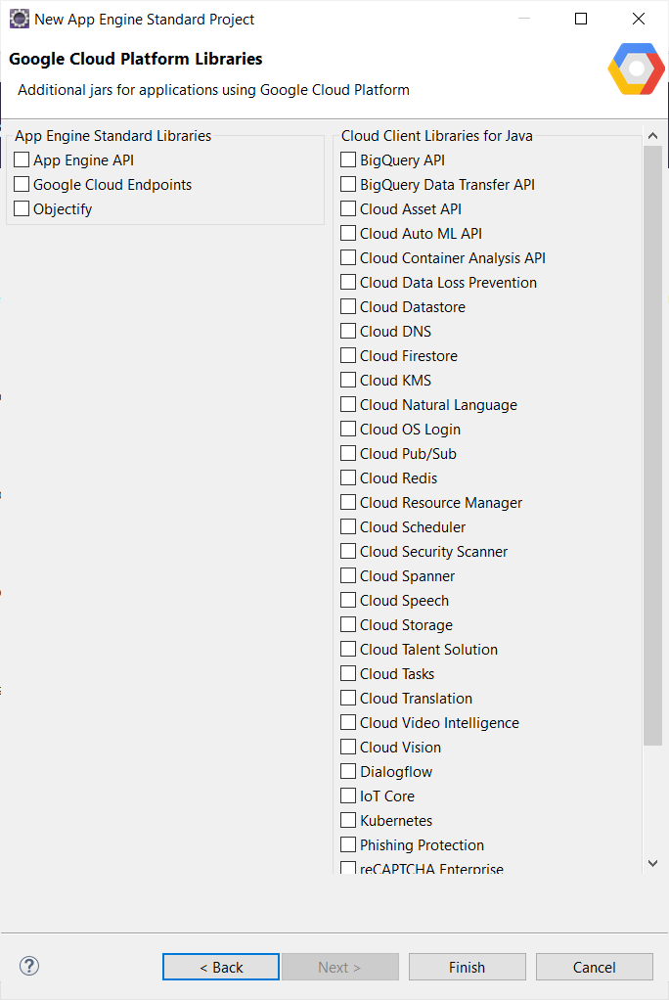 New App Engine Standard Project
Google Cloud Platform Libraries
Additional jars for applications using Google Cloud Platform
App Engine Standard Libraries
App Engine API
Google Cloud Endpoints
Objectify
Cloud Client Libraries for Java
BigQuery API
BigQuery Data Transfer API
Cloud Asset API
Cloud Auto ML API
Cloud Container Analysis API
Cloud Data Loss Prevention
Cloud Datastore
Cloud DNS
Cloud Firestore
Cloud KMS
Cloud Natural Language
Cloud OS Login
Cloud Pub/Sub
Cloud Redis
Cloud Resource Manager
Cloud Scheduler
Cloud Security Scanner
Cloud Spanner
Cloud Speech
Cloud Storage
Cloud Talent Solution
Cloud Tasks
Cloud Translation
Cloud Video Intelligence
Cloud Vision
Dialogflow
IoT Core
Kubernetes
Phishing Protection
reCAPTCHA Enterprise
?
< Back
Next >
Finish
Cancel